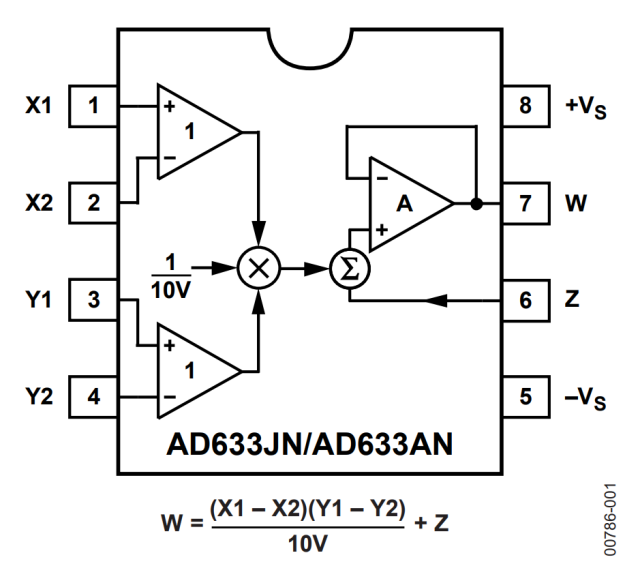 X1 1 + 1 8 +VS
X2 2 – – A + 7 W
1
10V × Σ
Y1 3 + 1 6 Z
Y2 4 – 5 –VS
AD633JN/AD633AN
W = (X1 – X2)(Y1 – Y2)
10V + Z
00786-001